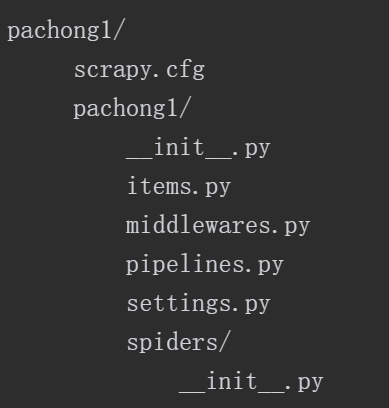 pachong1/
scrapy.cfg
pachong1/
__init__.py
items.py
middlewares.py
pipelines.py
settings.py
spiders/
__init__.py